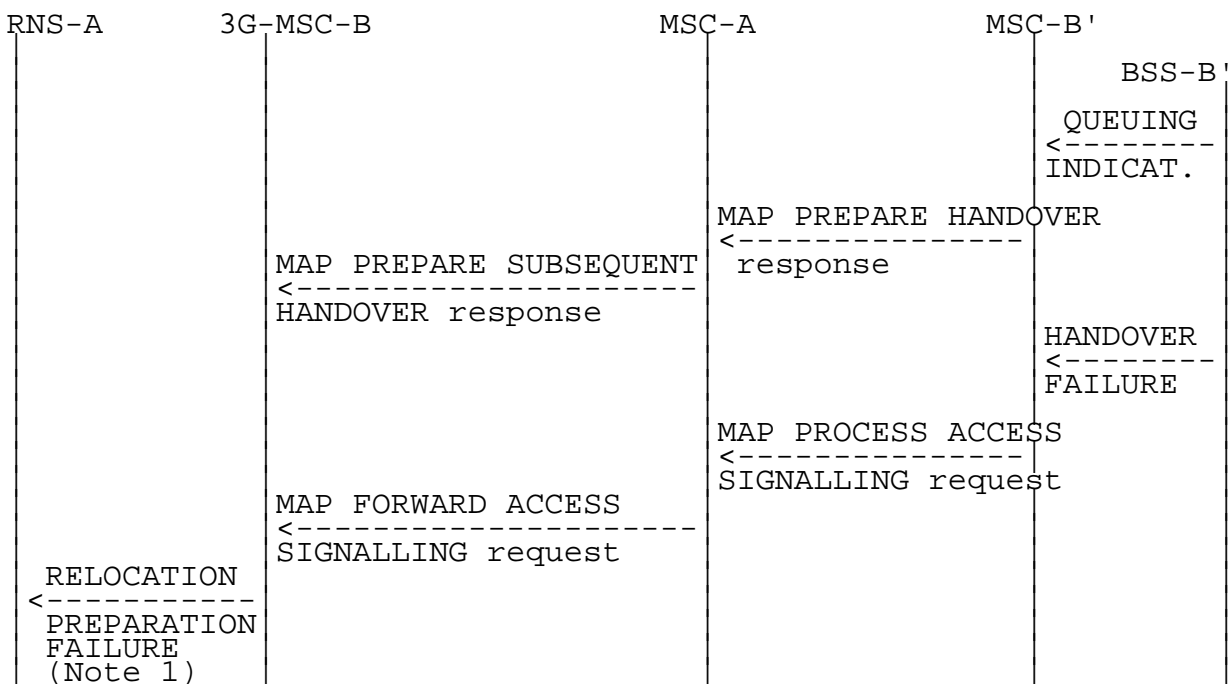 RNS-A 3G-MSC-B MSC-A MSC-B'
BSS-B'
QUEUING
<--------
INDICAT.
MAP PREPARE HANDOVER
<---------------
MAP PREPARE SUBSEQUENT response
<---------------------
HANDOVER response
HANDOVER
<--------
FAILURE
MAP PROCESS ACCESS
<---------------
SIGNALLING request
MAP FORWARD ACCESS
<---------------------
SIGNALLING request
RELOCATION
<-----------
PREPARATION
FAILURE
(Note 1)